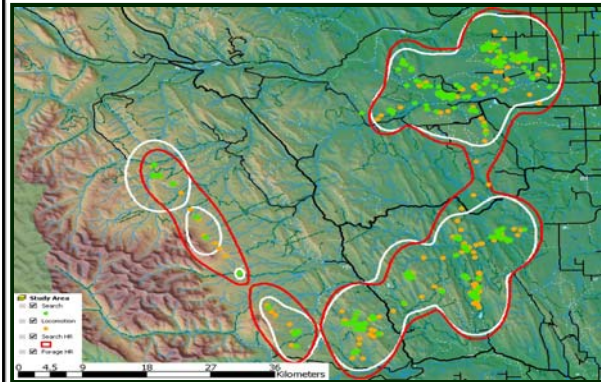 Study Area
Search
Locomotion
Search HR
Forage HR
0 4.5 9 18 27 36
Kilometers